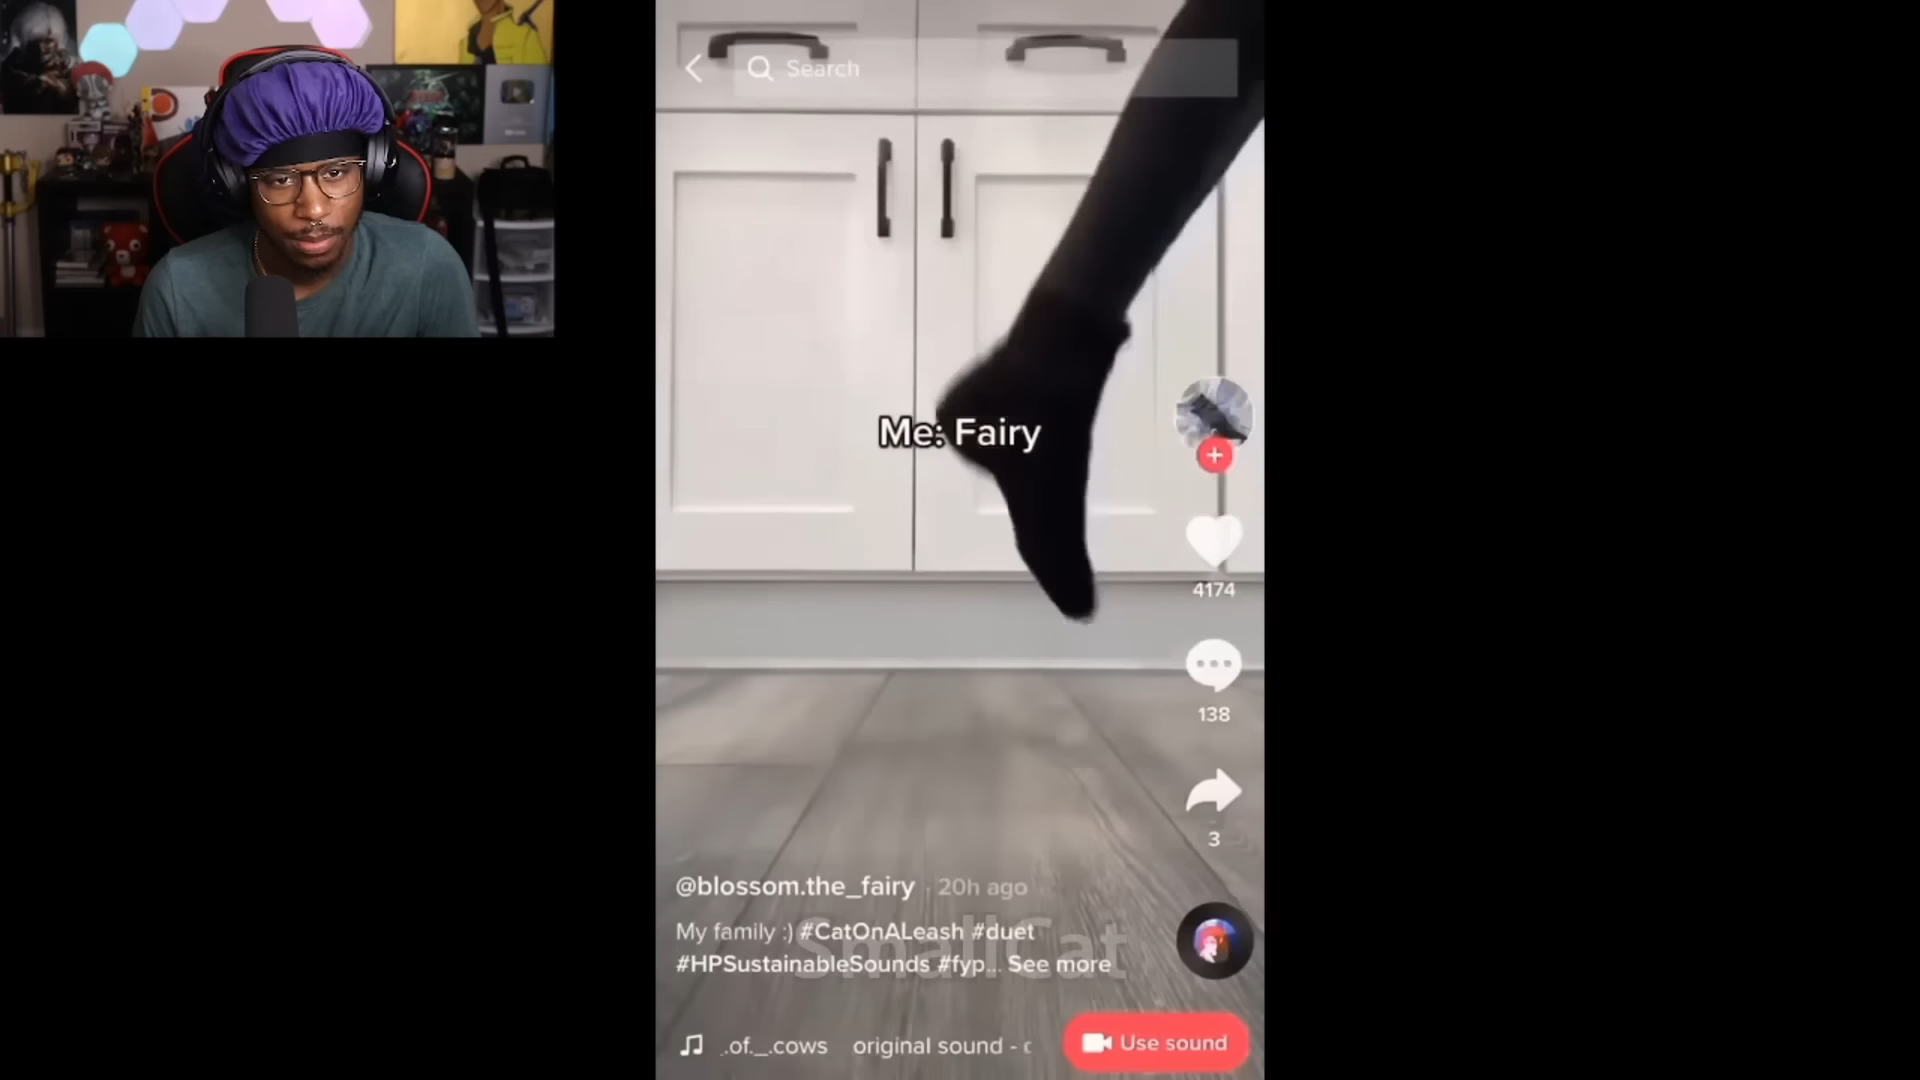 Search
Me: Fairy
4174
138
3
@blossom.the_fairy · 20h ago
My family :) #CatOnALeash #duet
#HPSustainableSounds #fyp... See more
SmallCat
._.of._.cows original sound - c
Use sound